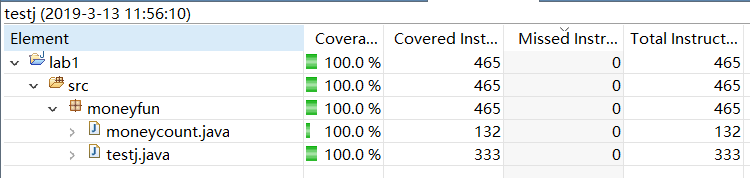 testj (2019-3-13 11:56:10)
Element Covera... Covered Inst... Missed Instr... Total Instruct...
lab1 100.0 % 465 0 465
src 100.0 % 465 0 465
moneyfun 100.0 % 465 0 465
moneycount.java 100.0 % 132 0 132
testj.java 100.0 % 333 0 333